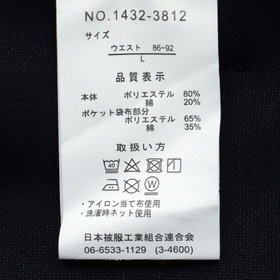 NO.1432-3812
サイズ
ウエスト 86-92
L
品質表示
本体 ポリエステル 80%
綿 20%
ポケット袋布部分
ポリエステル 65%
綿 35%
取扱い方
40
W
・アイロン当て布使用
・洗濯時ネット使用
日本被服工業組合連合会
06-6533-1129 (3-4600)